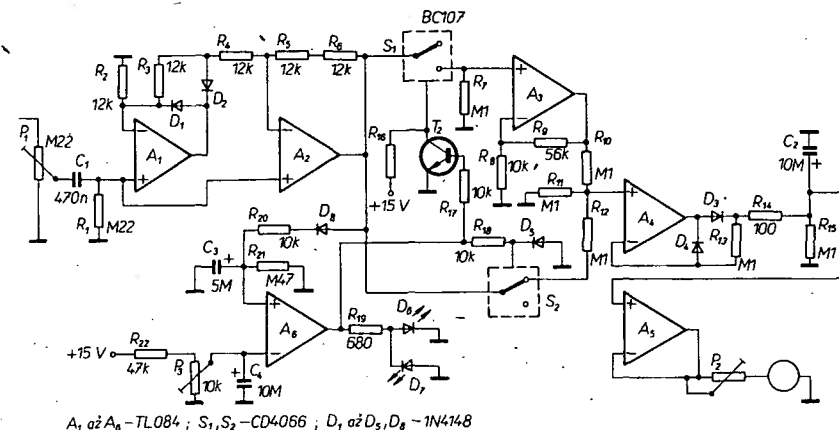 BC107
R₄ 12k
R₅ 12k
R₆ 12k
S₁
R₂ 12k
R₃ 12k
D₂
D₁
R₇ M1
A₃
P₁ M22
C₁ 470n
R₁ M22
A₁
A₂
R₁₆
T₂
+15 V
R₁₇ 10k
R₈ 10k
R₉ 56k
R₁₀ M1
R₁₁ M1
R₁₂ M1
C₂ 10M
A₄
D₃
D₄
R₁₃ M1
R₁₄ 100
R₁₅ M1
R₂₀ 10k
D₈
R₁₈ 10k
D₅
C₃ 5M
R₂₁ M47
S₂
A₆
R₁₉ 680
D₆
D₇
A₅
P₂
+15 V
R₂₂ 47k
10k
C₄ 10M
A₁ až A₆ - TL084 ; S₁, S₂ - CD4066 ; D₁ až D₅, D₈ - 1N4148